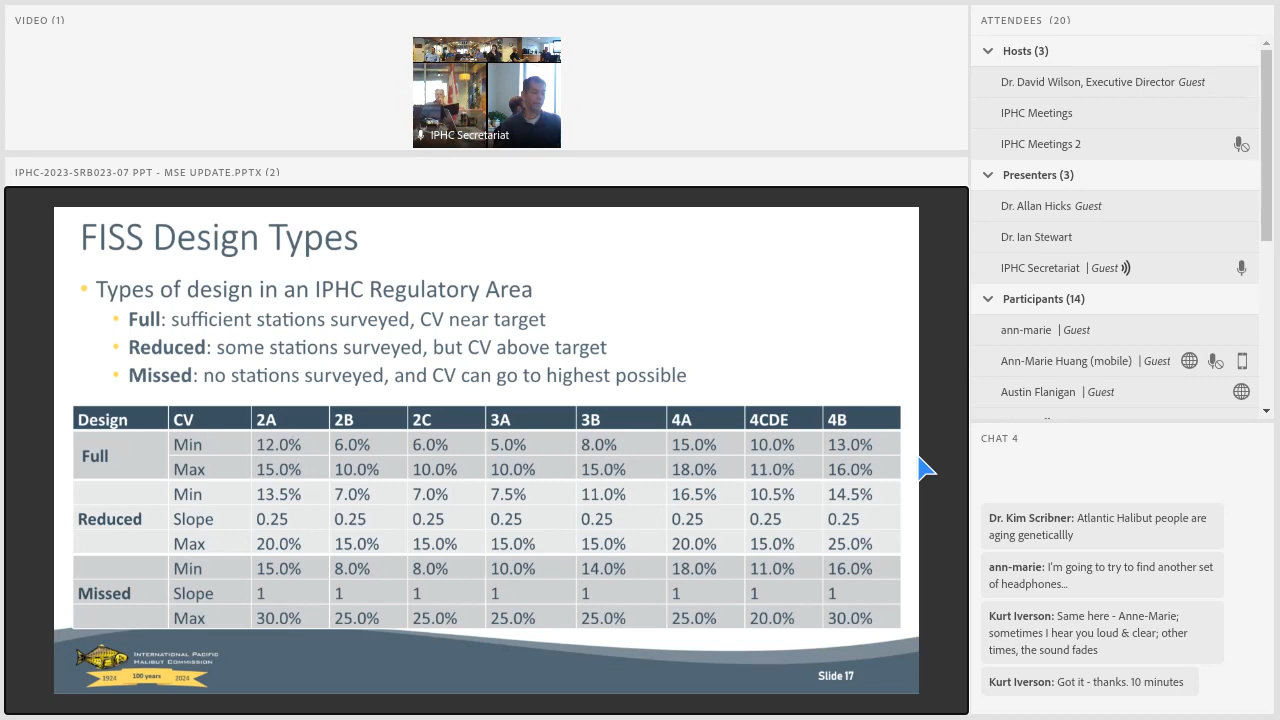 VIDEO (1)
IPHC Secretariat
IPHC-2023-SRB023-07 PPT - MSE UPDATE.PPTX (2)
FISS Design Types
• Types of design in an IPHC Regulatory Area
• Full: sufficient stations surveyed, CV near target
• Reduced: some stations surveyed, but CV above target
• Missed: no stations surveyed, and CV can go to highest possible
Design CV 2A 2B 2C 3A 3B 4A 4CDE 4B
Full
Min 12.0% 6.0% 6.0% 5.0% 8.0% 15.0% 10.0% 13.0%
Max 15.0% 10.0% 10.0% 10.0% 15.0% 18.0% 11.0% 16.0%
Reduced
Min 13.5% 7.0% 7.0% 7.5% 11.0% 16.5% 10.5% 14.5%
Slope 0.25 0.25 0.25 0.25 0.25 0.25 0.25 0.25
Max 20.0% 15.0% 15.0% 15.0% 15.0% 20.0% 15.0% 25.0%
Missed
Min 15.0% 8.0% 8.0% 10.0% 14.0% 18.0% 11.0% 16.0%
Slope 1 1 1 1 1 1 1 1
Max 30.0% 25.0% 25.0% 25.0% 25.0% 25.0% 20.0% 30.0%
INTERNATIONAL PACIFIC
HALIBUT COMMISSION
1924 100 years 2024
Slide 17
ATTENDEES (20)
Hosts (3)
Dr. David Wilson, Executive Director Guest
IPHC Meetings
IPHC Meetings 2
Presenters (3)
Dr. Allan Hicks Guest
Dr. Ian Stewart
IPHC Secretariat | Guest
Participants (14)
ann-marie | Guest
Ann-Marie Huang (mobile) | Guest
Austin Flanigan | Guest
CHAT 4
Dr. Kim Scribner: Atlantic Halibut people are
aging geneticallly
ann-marie: I'm going to try to find another set
of headphones...
Kurt Iverson: Same here - Anne-Marie;
sometimes I hear you loud & clear; other
times, the sound fades
Kurt Iverson: Got it - thanks. 10 minutes